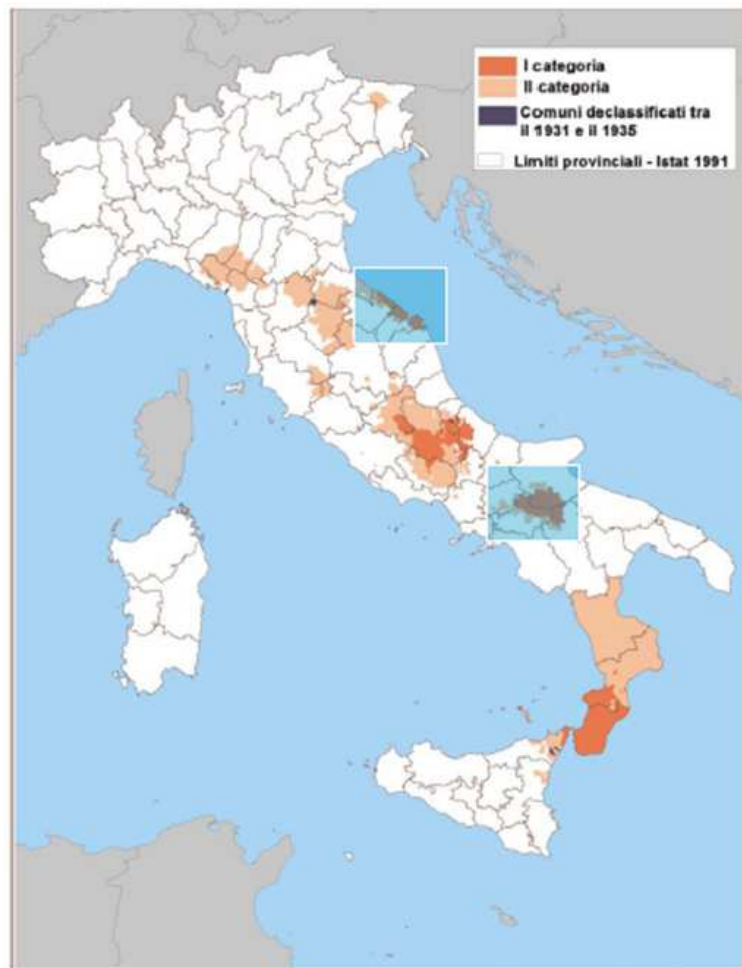 I categoria
II categoria
Comuni declassificati tra
il 1931 e il 1935
Limiti provinciali - Istat 1991